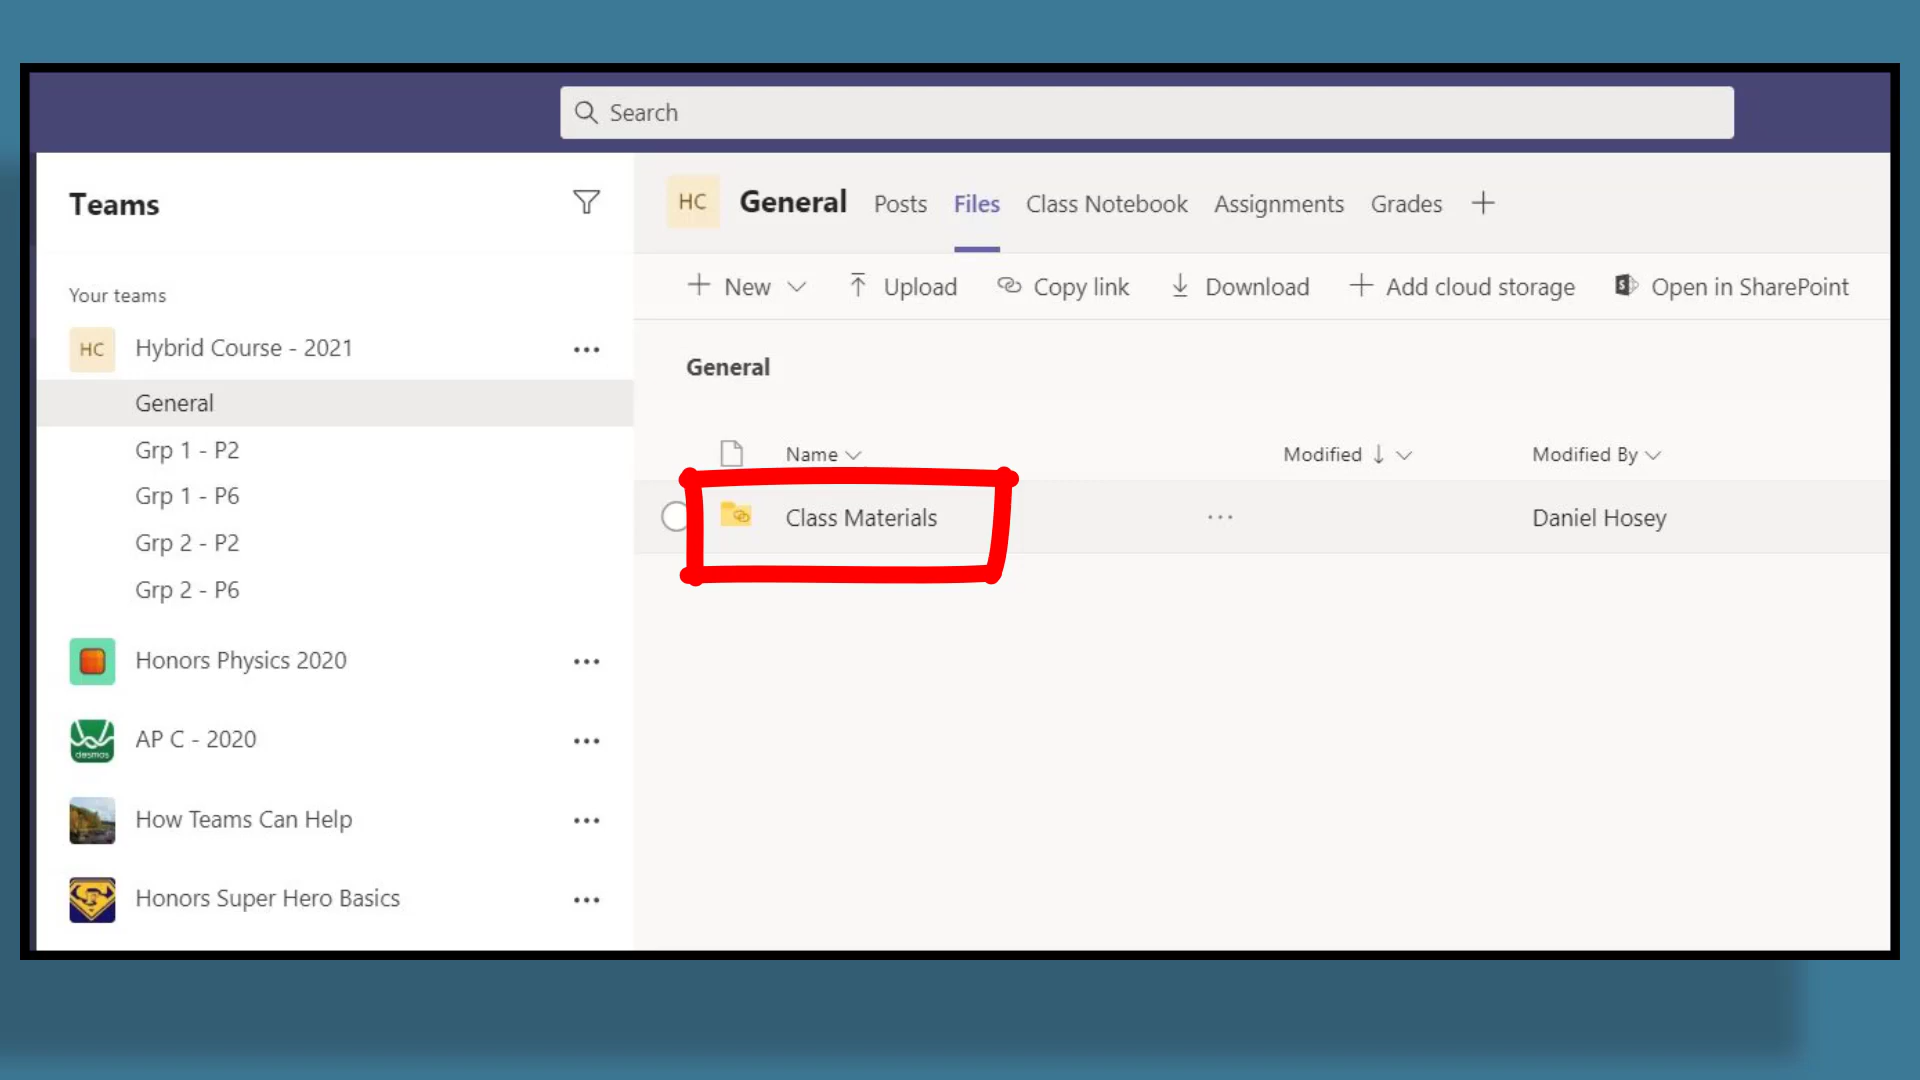 Search
Teams
HC General Posts Files Class Notebook Assignments Grades
New Upload Copy link Download Add cloud storage Open in SharePoint
Your teams
HC Hybrid Course - 2021
General
Grp 1 - P2
Grp 1 - P6
Grp 2 - P2
Grp 2 - P6
Honors Physics 2020
desmos
AP C - 2020
How Teams Can Help
Honors Super Hero Basics
General
Name Modified Modified By
Class Materials Daniel Hosey